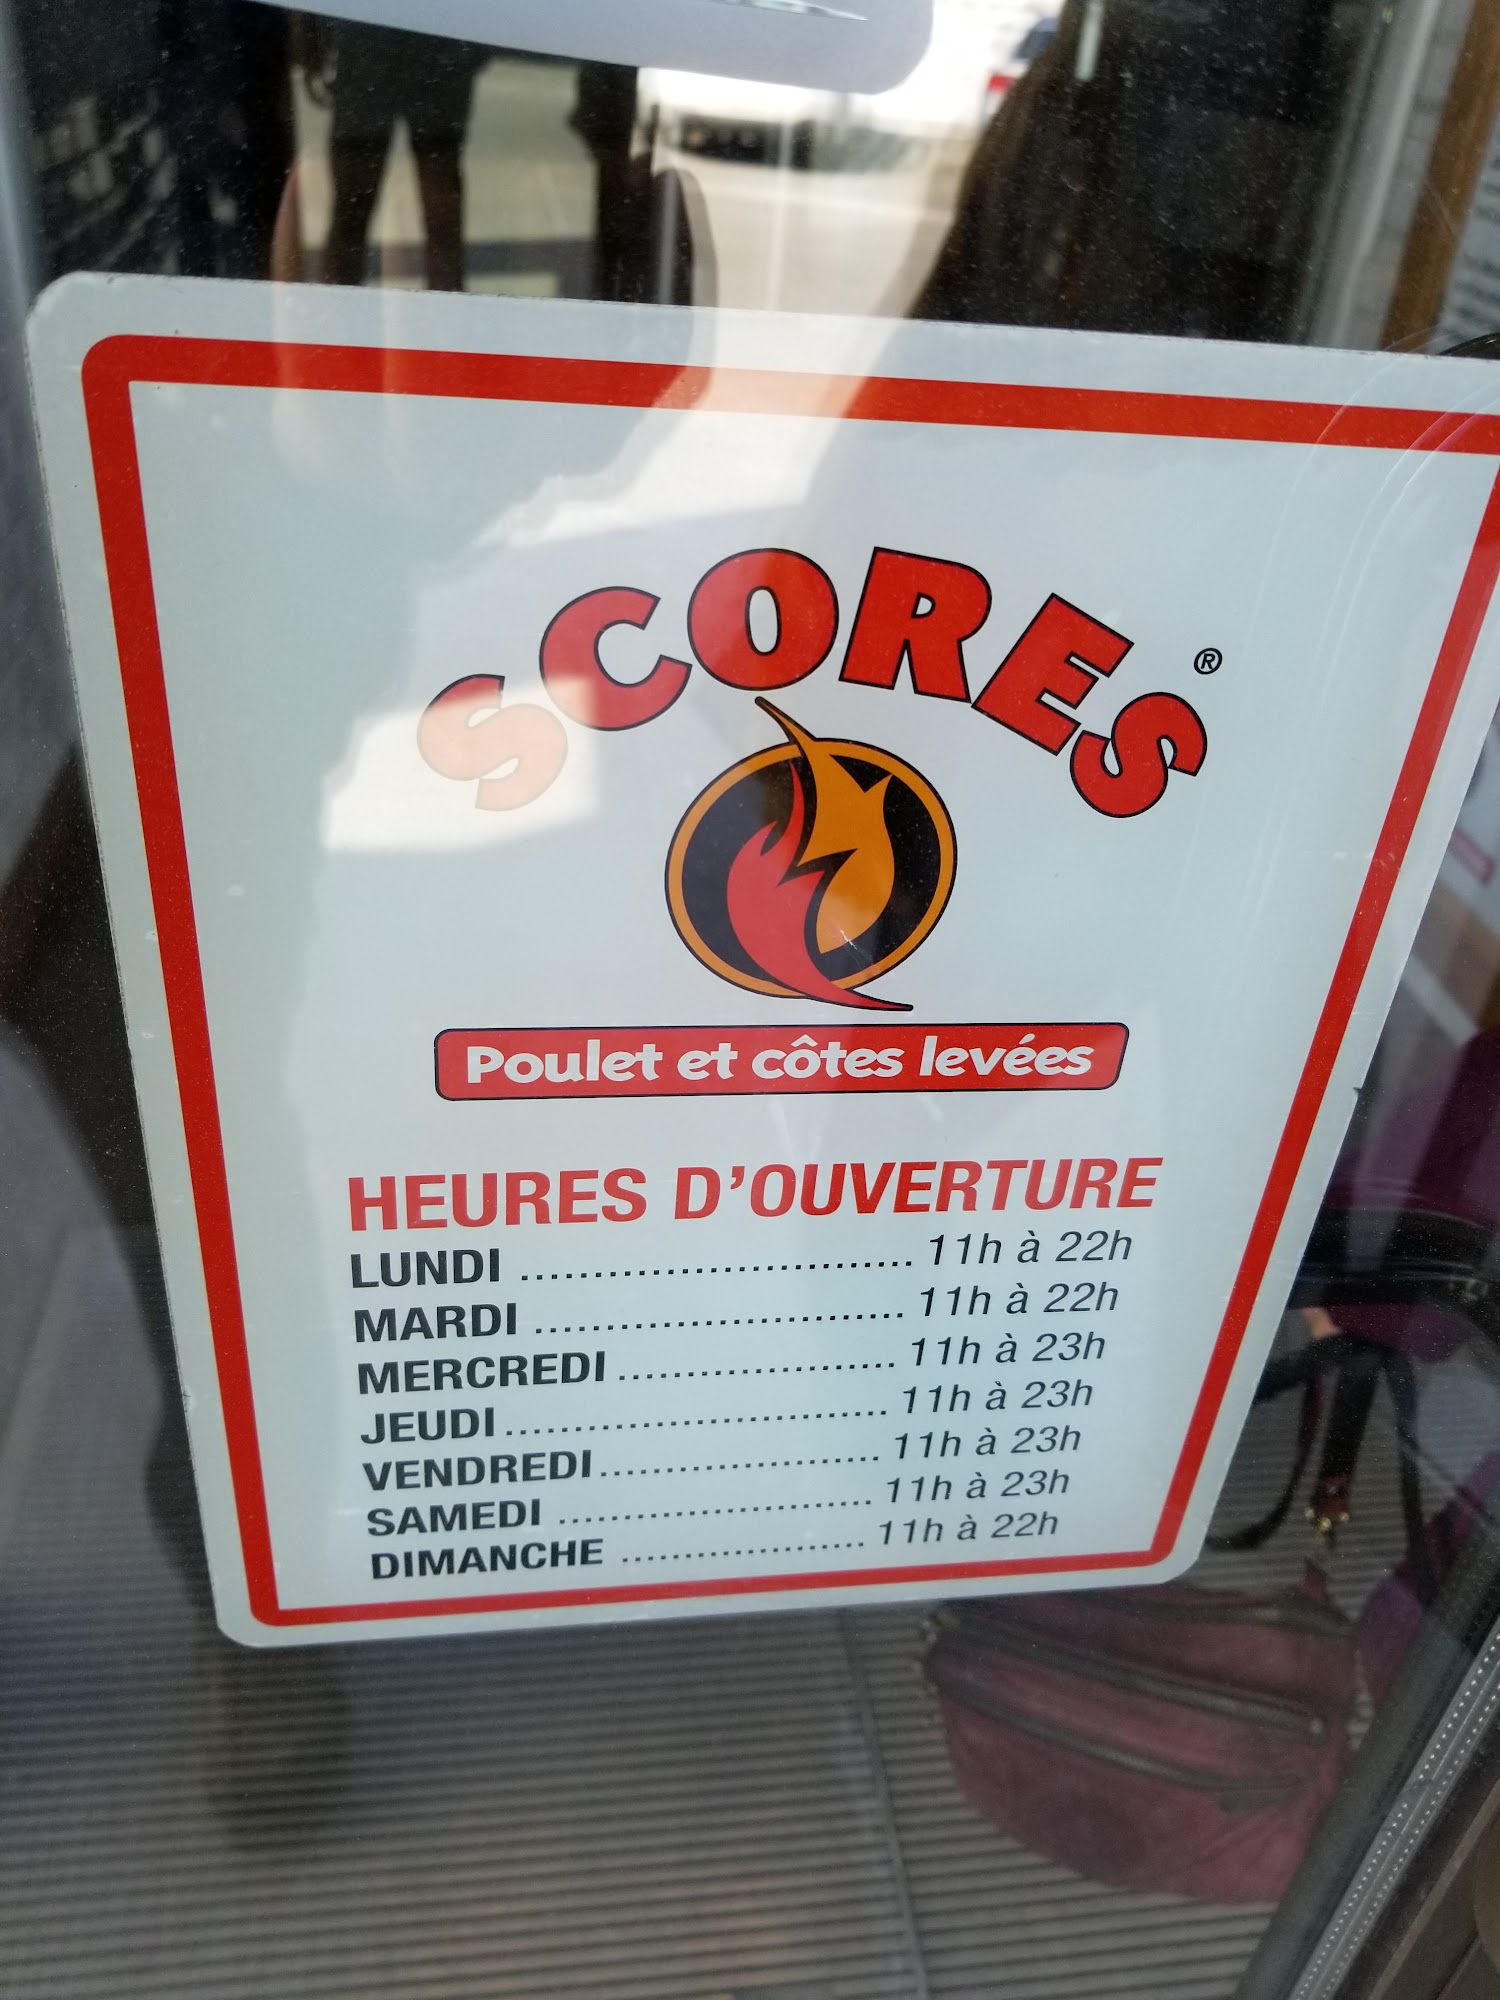 SCORES®
Poulet et côtes levées
HEURES D'OUVERTURE
LUNDI ........................... 11h à 22h
MARDI .......................... 11h à 22h
MERCREDI .................... 11h à 23h
JEUDI ............................ 11h à 23h
VENDREDI ..................... 11h à 23h
SAMEDI ........................ 11h à 23h
DIMANCHE .................... 11h à 22h